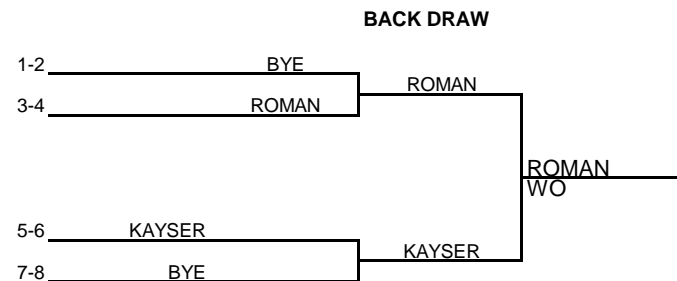 BACK DRAW
1-2 BYE
ROMAN
3-4 ROMAN
ROMAN
WO
5-6 KAYSER
KAYSER
7-8 BYE